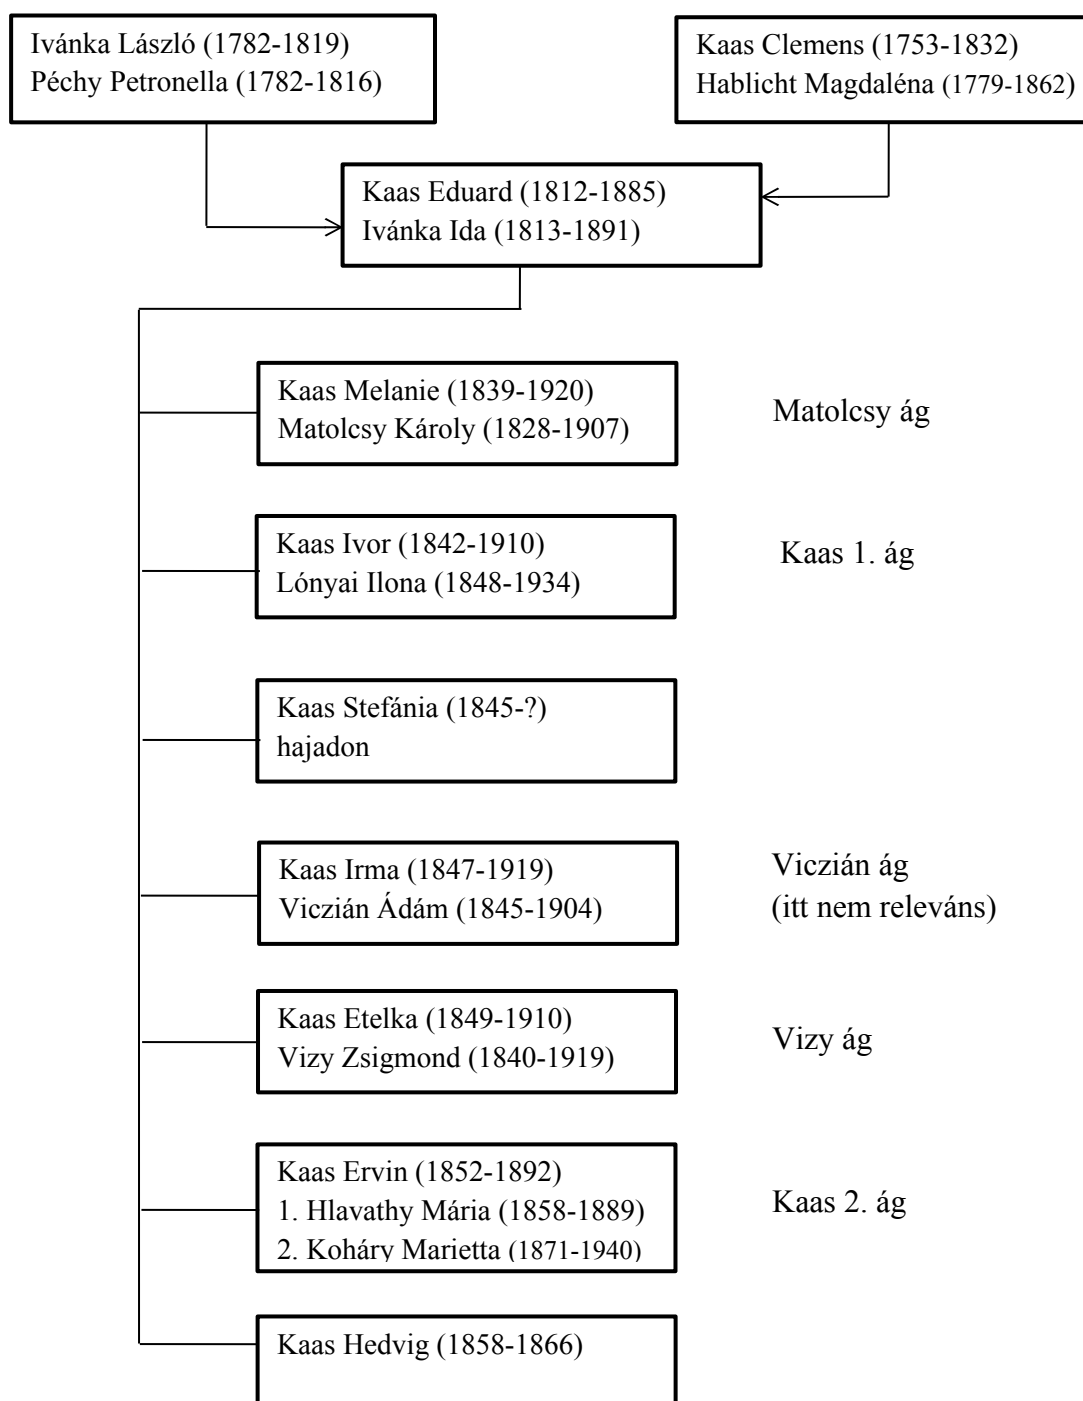 Ivánka László (1782-1819)
Péchy Petronella (1782-1816)
Kaas Clemens (1753-1832)
Hablicht Magdaléna (1779-1862)
Kaas Eduard (1812-1885)
Ivánka Ida (1813-1891)
Kaas Melanie (1839-1920)
Matolcsy Károly (1828-1907)
Matolcsy ág
Kaas Ivor (1842-1910)
Lónyai Ilona (1848-1934)
Kaas 1. ág
Kaas Stefánia (1845-?)
hajadon
Kaas Irma (1847-1919)
Viczián Ádám (1845-1904)
Viczián ág
(itt nem releváns)
Kaas Etelka (1849-1910)
Vizy Zsigmond (1840-1919)
Vizy ág
Kaas Ervin (1852-1892)
1. Hlavathy Mária (1858-1889)
2. Koháry Marietta (1871-1940)
Kaas 2. ág
Kaas Hedvig (1858-1866)